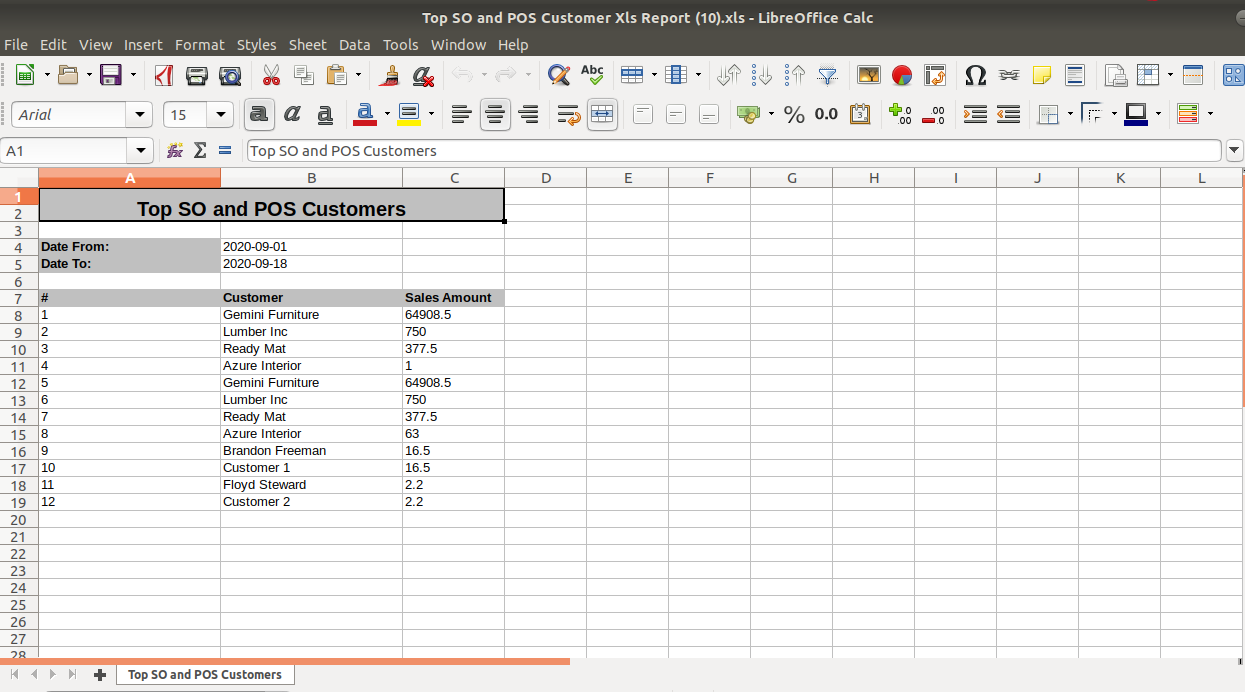 Top SO and POS Customer Xls Report (10).xls - LibreOffice Calc
File Edit View Insert Format Styles Sheet Data Tools Window Help
Abc
Arial 15 a a a a % 0.0 3 .00 .00
A1 Top SO and POS Customers
A B C D E F G H I J K L
1
2 Top SO and POS Customers
3
4 Date From: 2020-09-01
5 Date To: 2020-09-18
6
7 # Customer Sales Amount
8 1 Gemini Furniture 64908.5
9 2 Lumber Inc 750
10 3 Ready Mat 377.5
11 4 Azure Interior 1
12 5 Gemini Furniture 64908.5
13 6 Lumber Inc 750
14 7 Ready Mat 377.5
15 8 Azure Interior 63
16 9 Brandon Freeman 16.5
17 10 Customer 1 16.5
18 11 Floyd Steward 2.2
19 12 Customer 2 2.2
20
21
22
23
24
25
26
27
28
Top SO and POS Customers